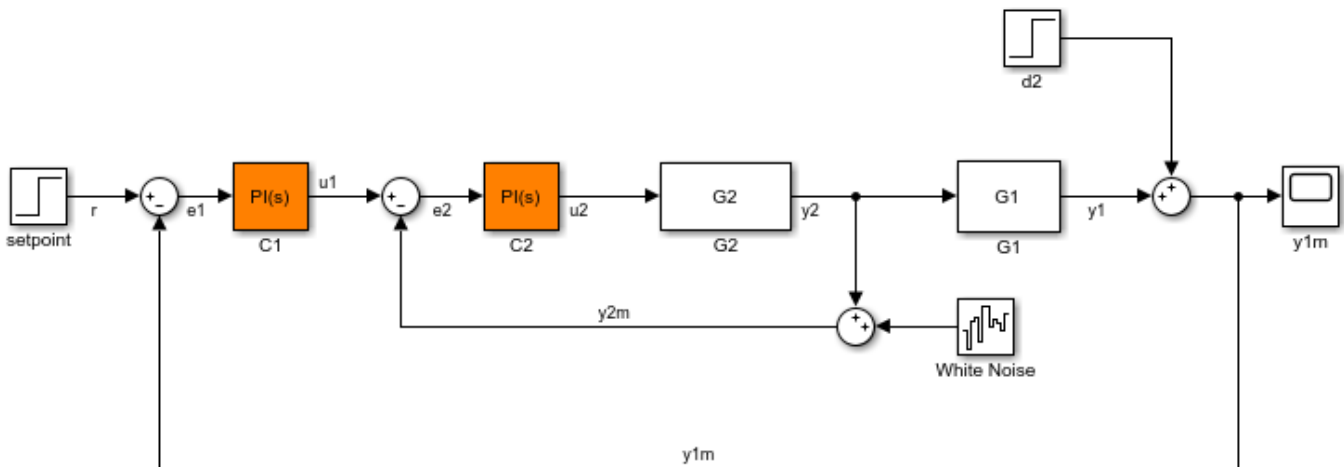 d2
setpoint
r
+
−
e1
PI(s)
C1
u1
+
−
e2
PI(s)
C2
u2
G2
G2
y2
G1
G1
y1
+
+
y1m
y2m
+
+
White Noise
y1m